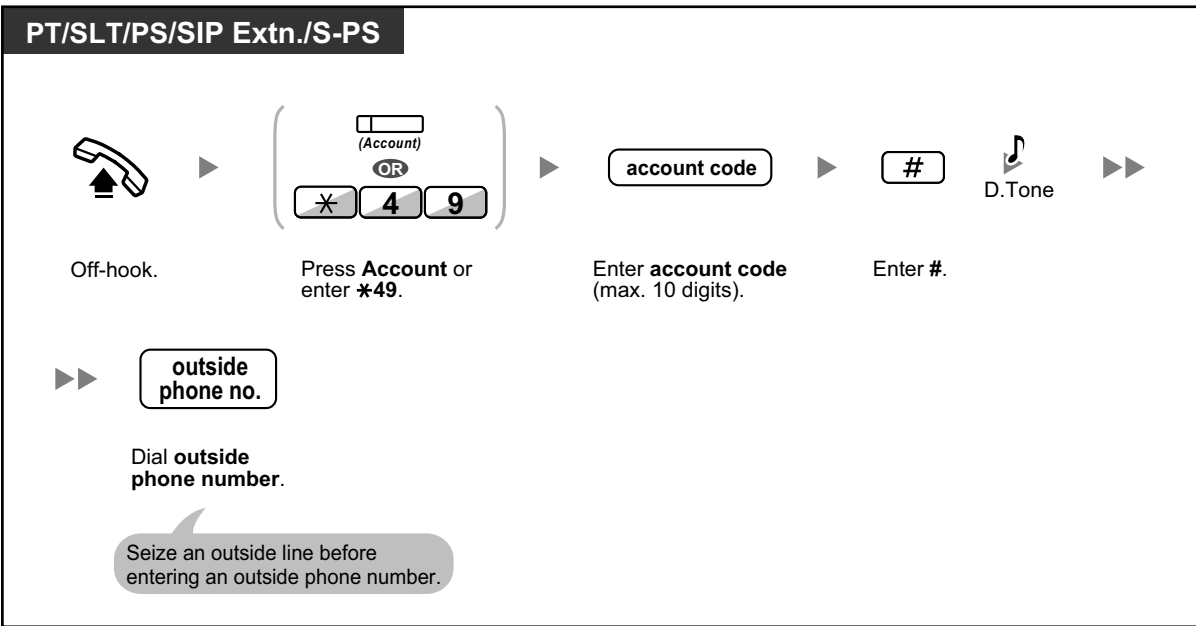 PT/SLT/PS/SIP Extn./S-PS
(Account)
OR
* 4 9
account code
#
D.Tone
Off-hook.
Press Account or
enter *49.
Enter account code
(max. 10 digits).
Enter #.
outside
phone no.
Dial outside
phone number.
Seize an outside line before
entering an outside phone number.